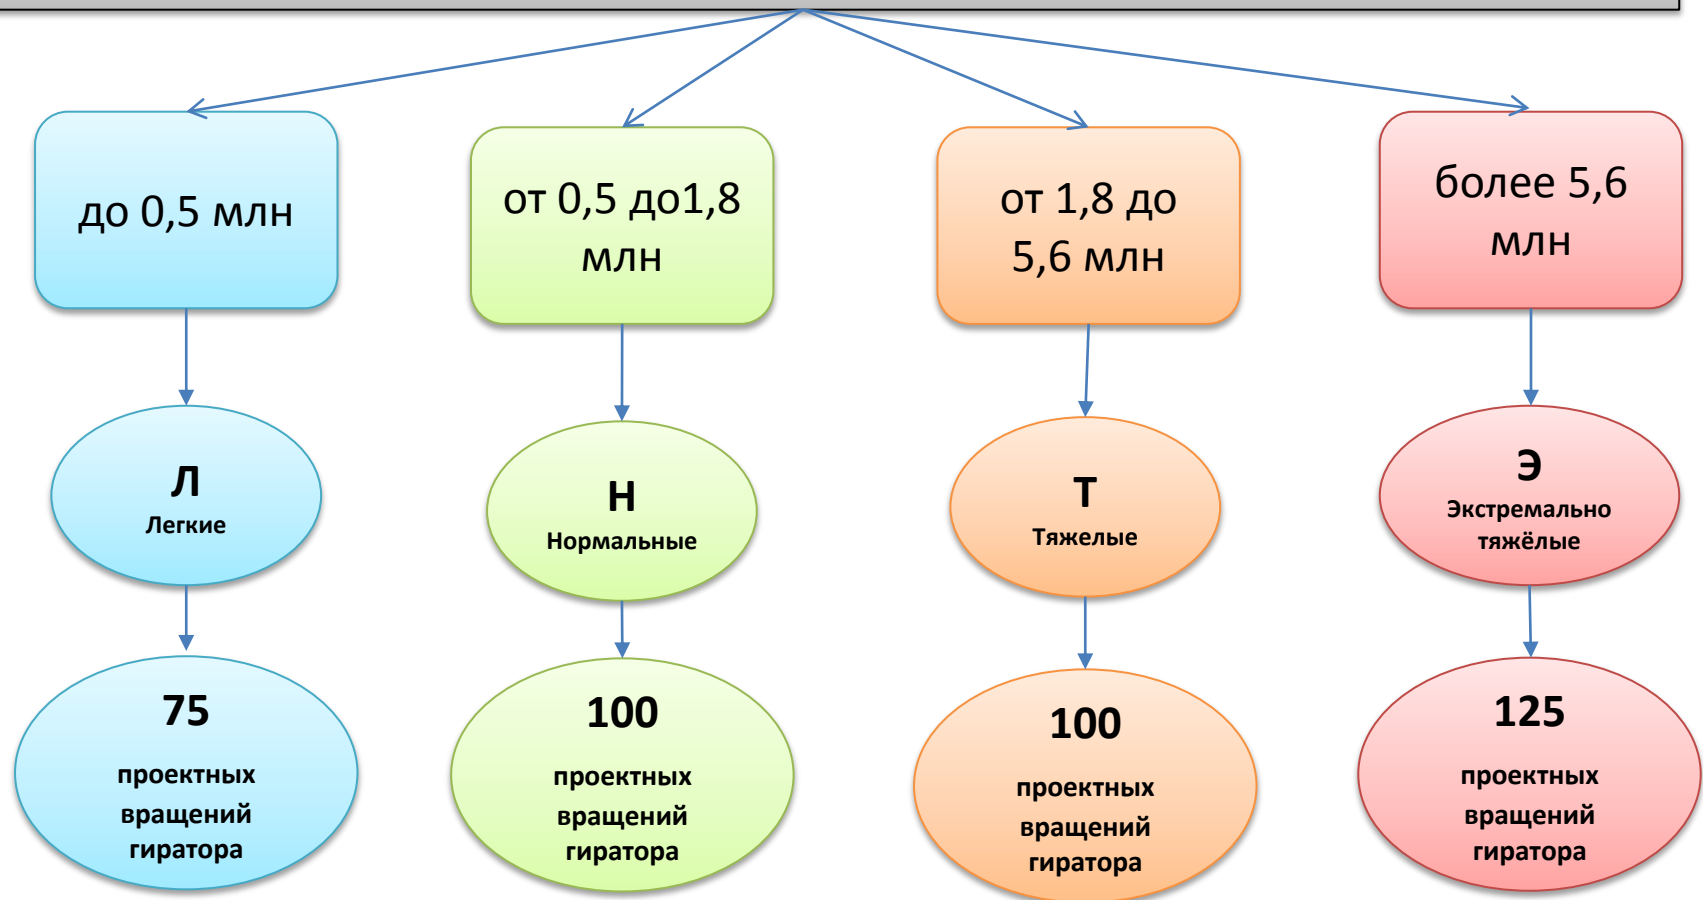 до 0,5 млн
от 0,5 до1,8
млн
от 1,8 до
5,6 млн
более 5,6
млн
Л
Легкие
Н
Нормальные
Т
Тяжелые
Э
Экстремально
тяжёлые
75
проектных
вращений
гиратора
100
проектных
вращений
гиратора
100
проектных
вращений
гиратора
125
проектных
вращений
гиратора